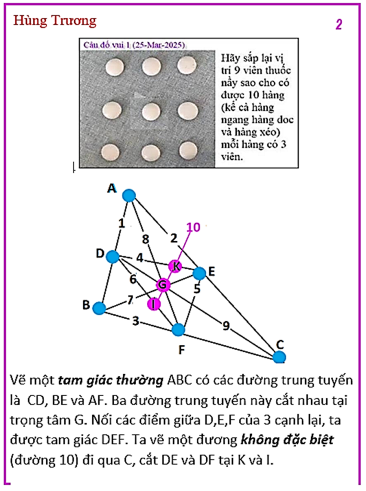 Hùng Trương
2
Câu đố vui 1 (25-Mar-2025).
Hãy sắp lại vị
trí 9 viên thuốc
nầy sao cho có
được 10 hàng
(kể cả hàng
ngang hàng dọc
và hàng xéo)
mỗi hàng có 3
viên.
A
1
8
2
10
D
4
K
E
6
G
5
B
7
I
3
9
F
C
Vẽ một tam giác thường ABC có các đường trung tuyến
là CD, BE và AF. Ba đường trung tuyến này cắt nhau tại
trọng tâm G. Nối các điểm giữa D,E,F của 3 cạnh lại, ta
được tam giác DEF. Ta vẽ một đương không đặc biệt
(đường 10) đi qua C, cắt DE và DF tại K và I.